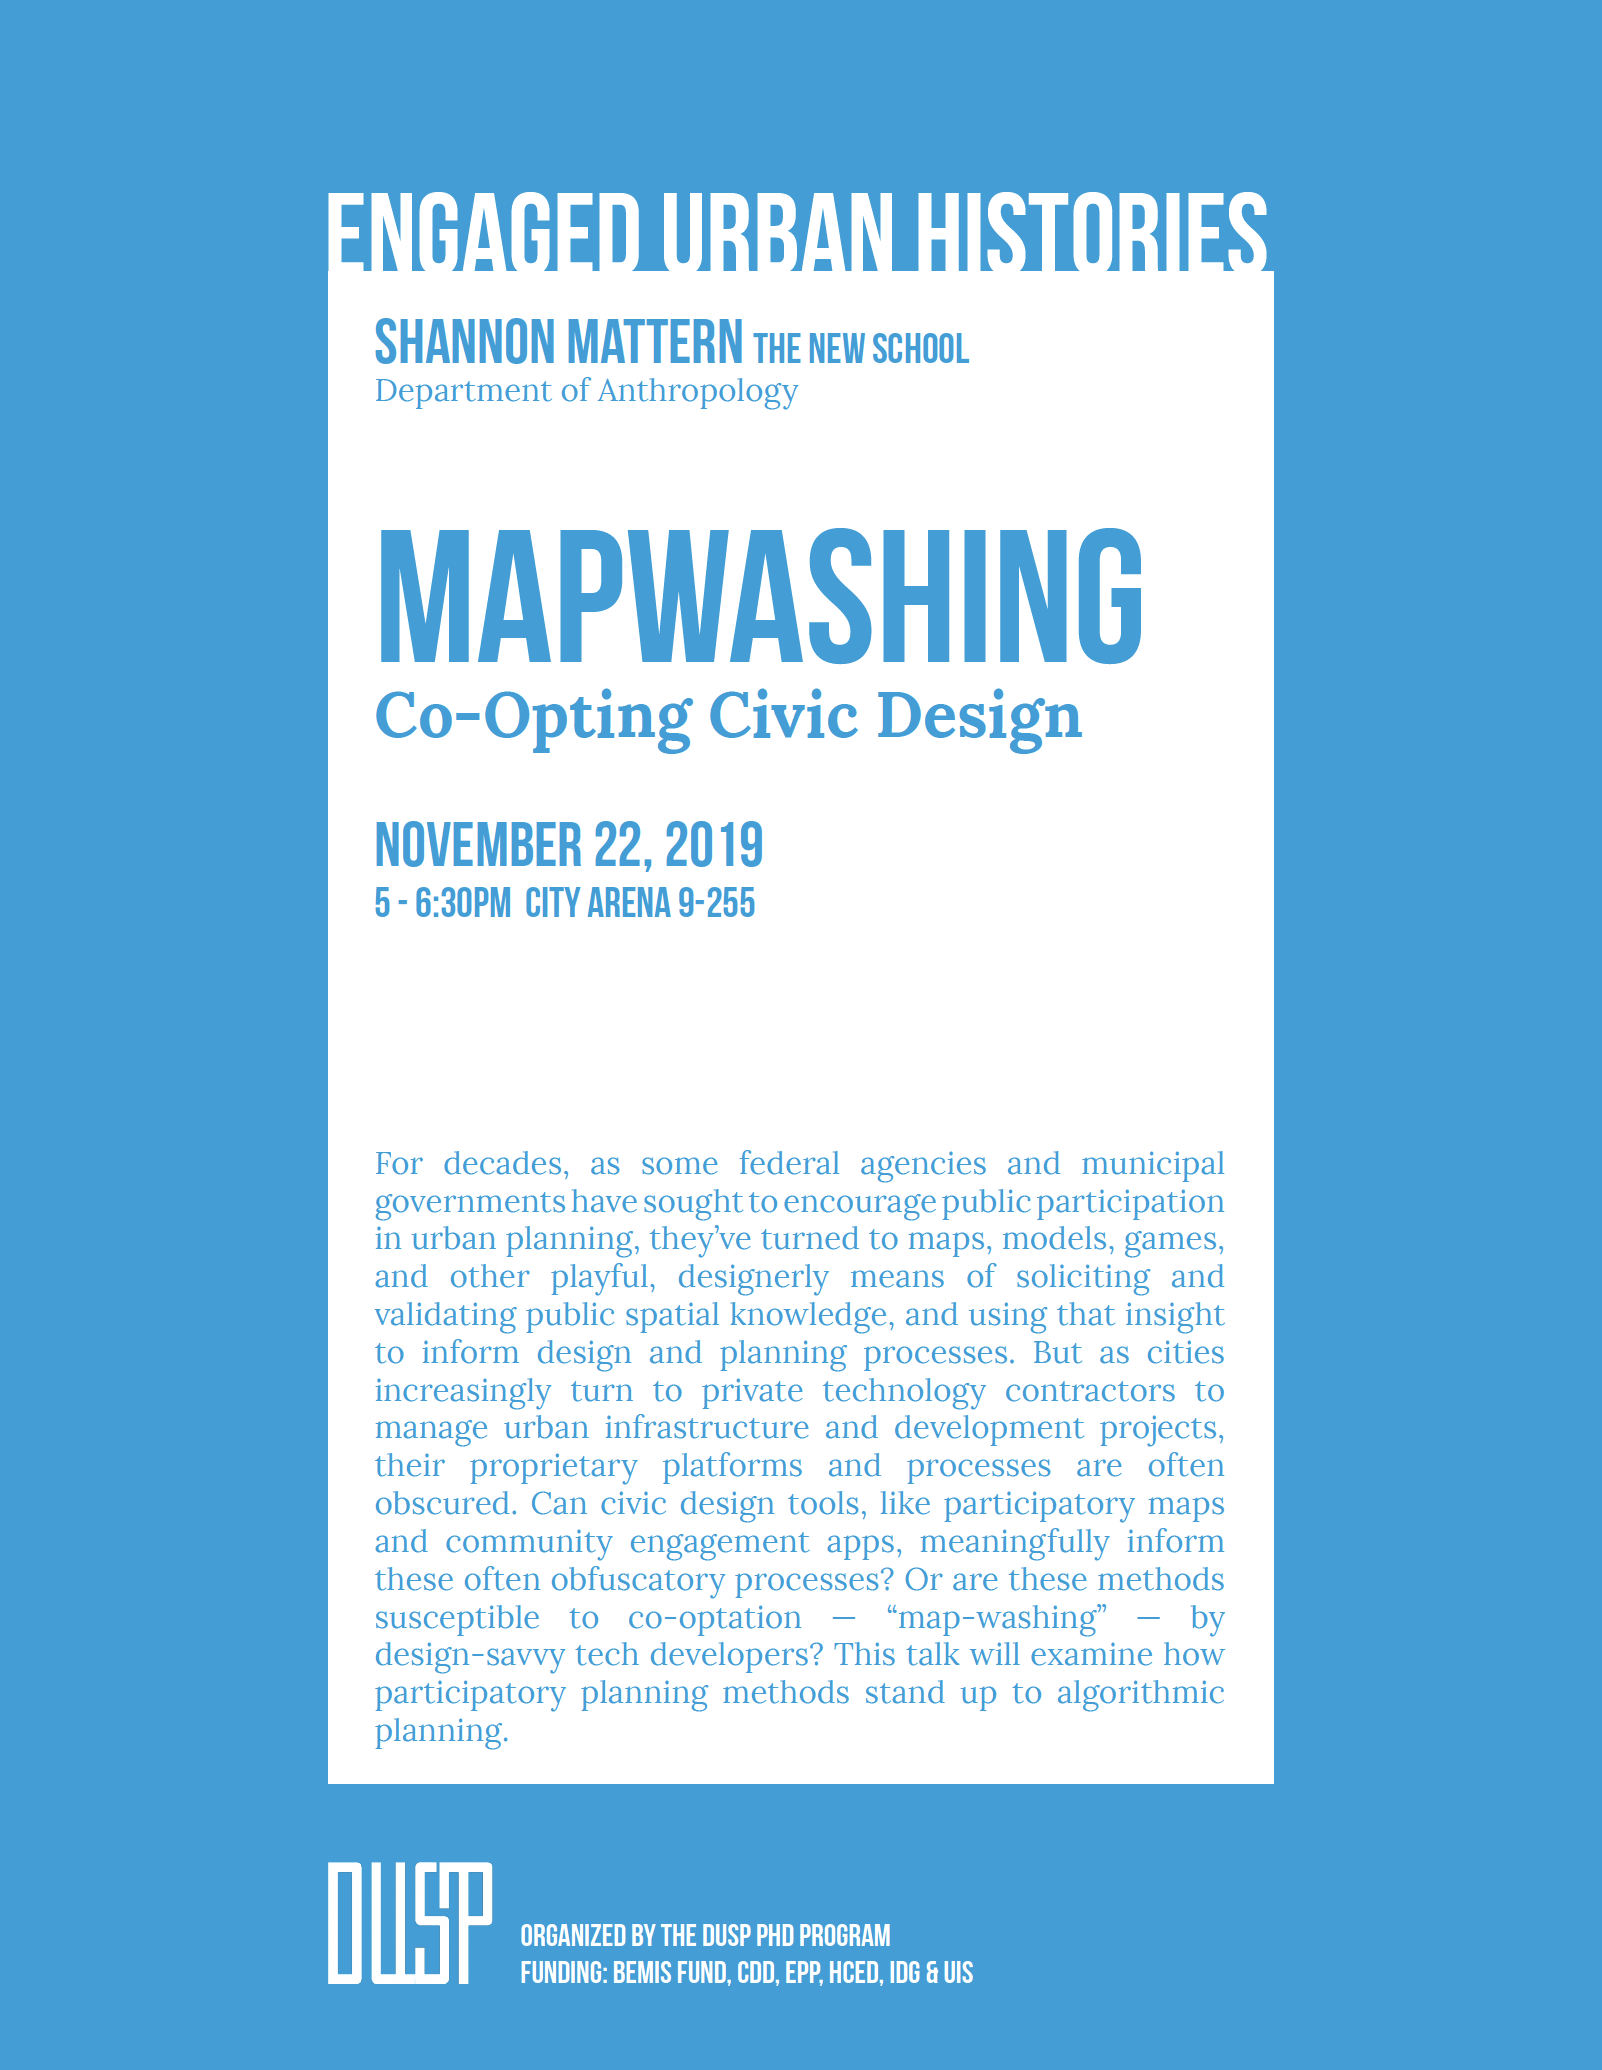 ENGAGED URBAN HISTORIES
SHANNON MATTERN THE NEW SCHOOL
Department of Anthropology
MAPWASHING
Co-Opting Civic Design
NOVEMBER 22, 2019
5 - 6:30PM CITY ARENA 9-255
For decades, as some federal agencies and municipal
governments have sought to encourage public participation
in urban planning, they’ve turned to maps, models, games,
and other playful, designerly means of soliciting and
validating public spatial knowledge, and using that insight
to inform design and planning processes. But as cities
increasingly turn to private technology contractors to
manage urban infrastructure and development projects,
their proprietary platforms and processes are often
obscured. Can civic design tools, like participatory maps
and community engagement apps, meaningfully inform
these often obfuscatory processes? Or are these methods
susceptible to co-optation — “map-washing” — by
design-savvy tech developers? This talk will examine how
participatory planning methods stand up to algorithmic
planning.
DUSP
ORGANIZED BY THE DUSP PHD PROGRAM
FUNDING: BEMIS FUND, CDD, EPP, HCED, IDG & UIS